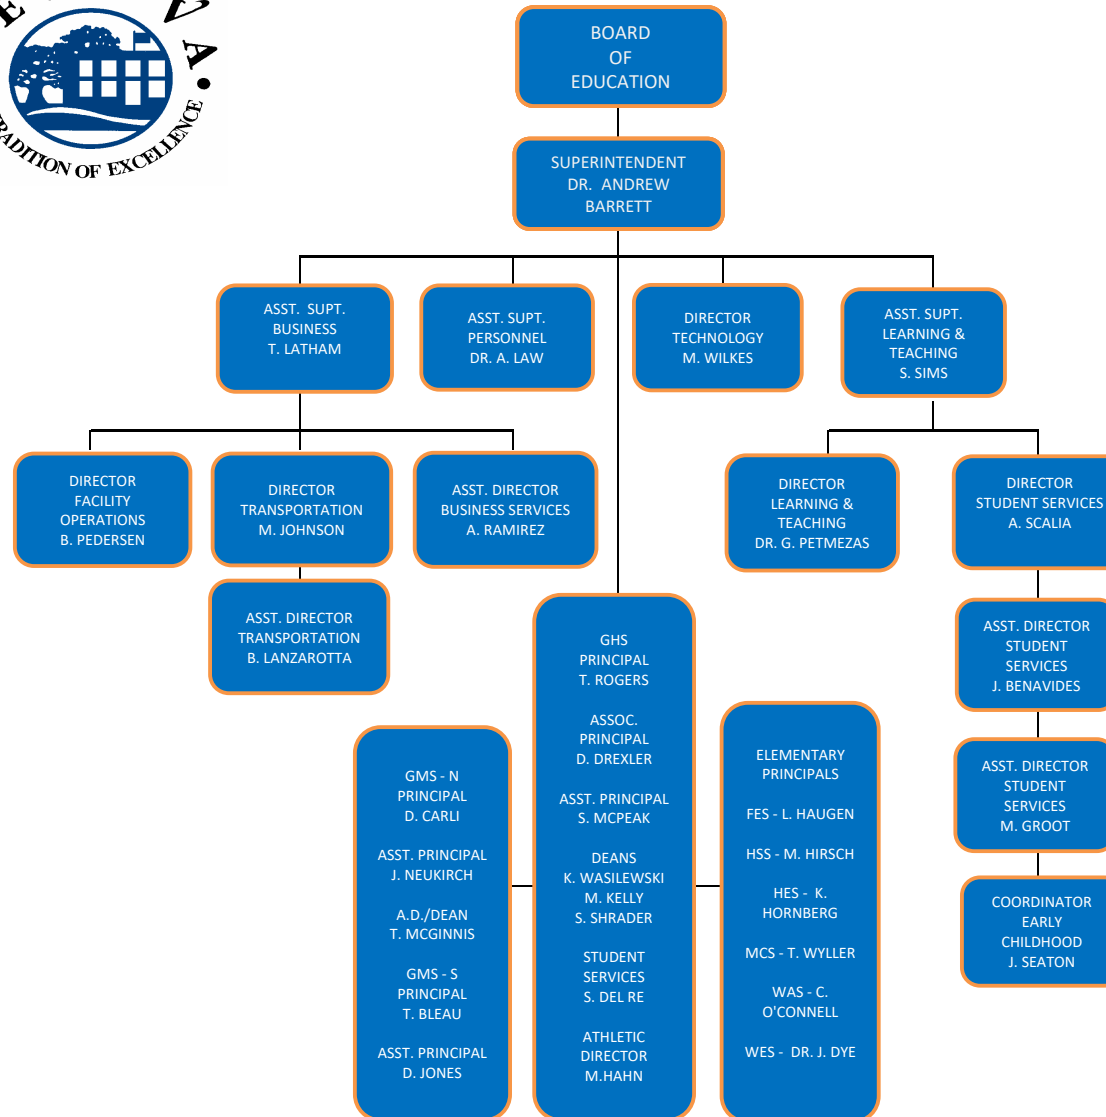 TRADITION OF EXCELLENCE
BOARD
OF
EDUCATION
SUPERINTENDENT
DR. ANDREW
BARRETT
ASST. SUPT.
BUSINESS
T. LATHAM
ASST. SUPT.
PERSONNEL
DR. A. LAW
DIRECTOR
TECHNOLOGY
M. WILKES
ASST. SUPT.
LEARNING &
TEACHING
S. SIMS
DIRECTOR
FACILITY
OPERATIONS
B. PEDERSEN
DIRECTOR
TRANSPORTATION
M. JOHNSON
ASST. DIRECTOR
BUSINESS SERVICES
A. RAMIREZ
DIRECTOR
LEARNING &
TEACHING
DR. G. PETMEZAS
DIRECTOR
STUDENT SERVICES
A. SCALIA
ASST. DIRECTOR
TRANSPORTATION
B. LANZAROTTA
ASST. DIRECTOR
STUDENT
SERVICES
J. BENAVIDES
ASST. DIRECTOR
STUDENT
SERVICES
M. GROOT
COORDINATOR
EARLY
CHILDHOOD
J. SEATON
GMS - N
PRINCIPAL
D. CARLI
ASST. PRINCIPAL
J. NEUKIRCH
A.D./DEAN
T. MCGINNIS
GMS - S
PRINCIPAL
T. BLEAU
ASST. PRINCIPAL
D. JONES
GHS
PRINCIPAL
T. ROGERS
ASSOC.
PRINCIPAL
D. DREXLER
ASST. PRINCIPAL
S. MCPEAK
DEANS
K. WASILEWSKI
M. KELLY
S. SHRADER
STUDENT
SERVICES
S. DEL RE
ATHLETIC
DIRECTOR
M.HAHN
ELEMENTARY
PRINCIPALS
FES - L. HAUGEN
HSS - M. HIRSCH
HES - K.
HORNBERG
MCS - T. WYLLER
WAS - C.
O'CONNELL
WES - DR. J. DYE